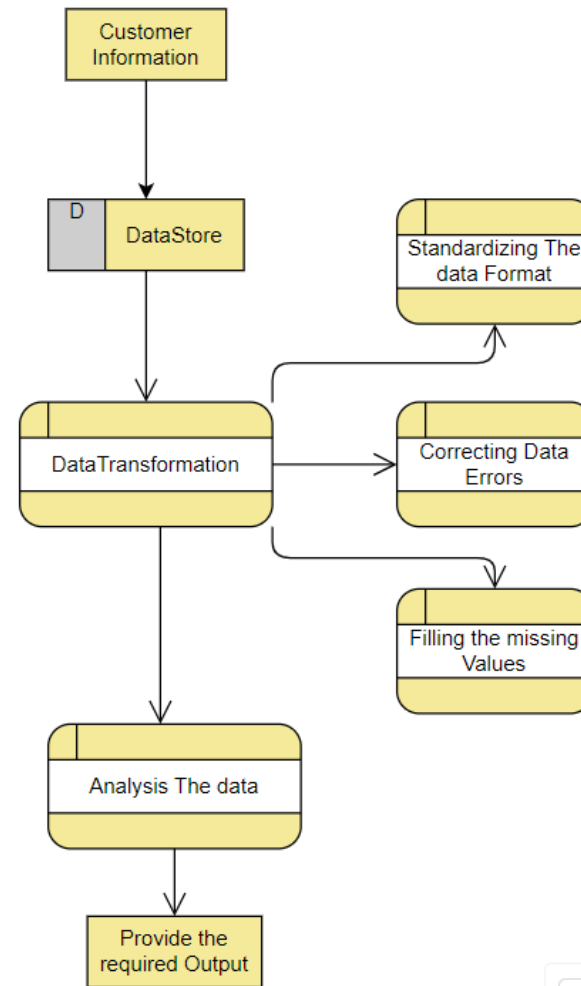 Customer
Information
D
DataStore
Standardizing The
data Format
DataTransformation
Correcting Data
Errors
Filling the missing
Values
Analysis The data
Provide the
required Output